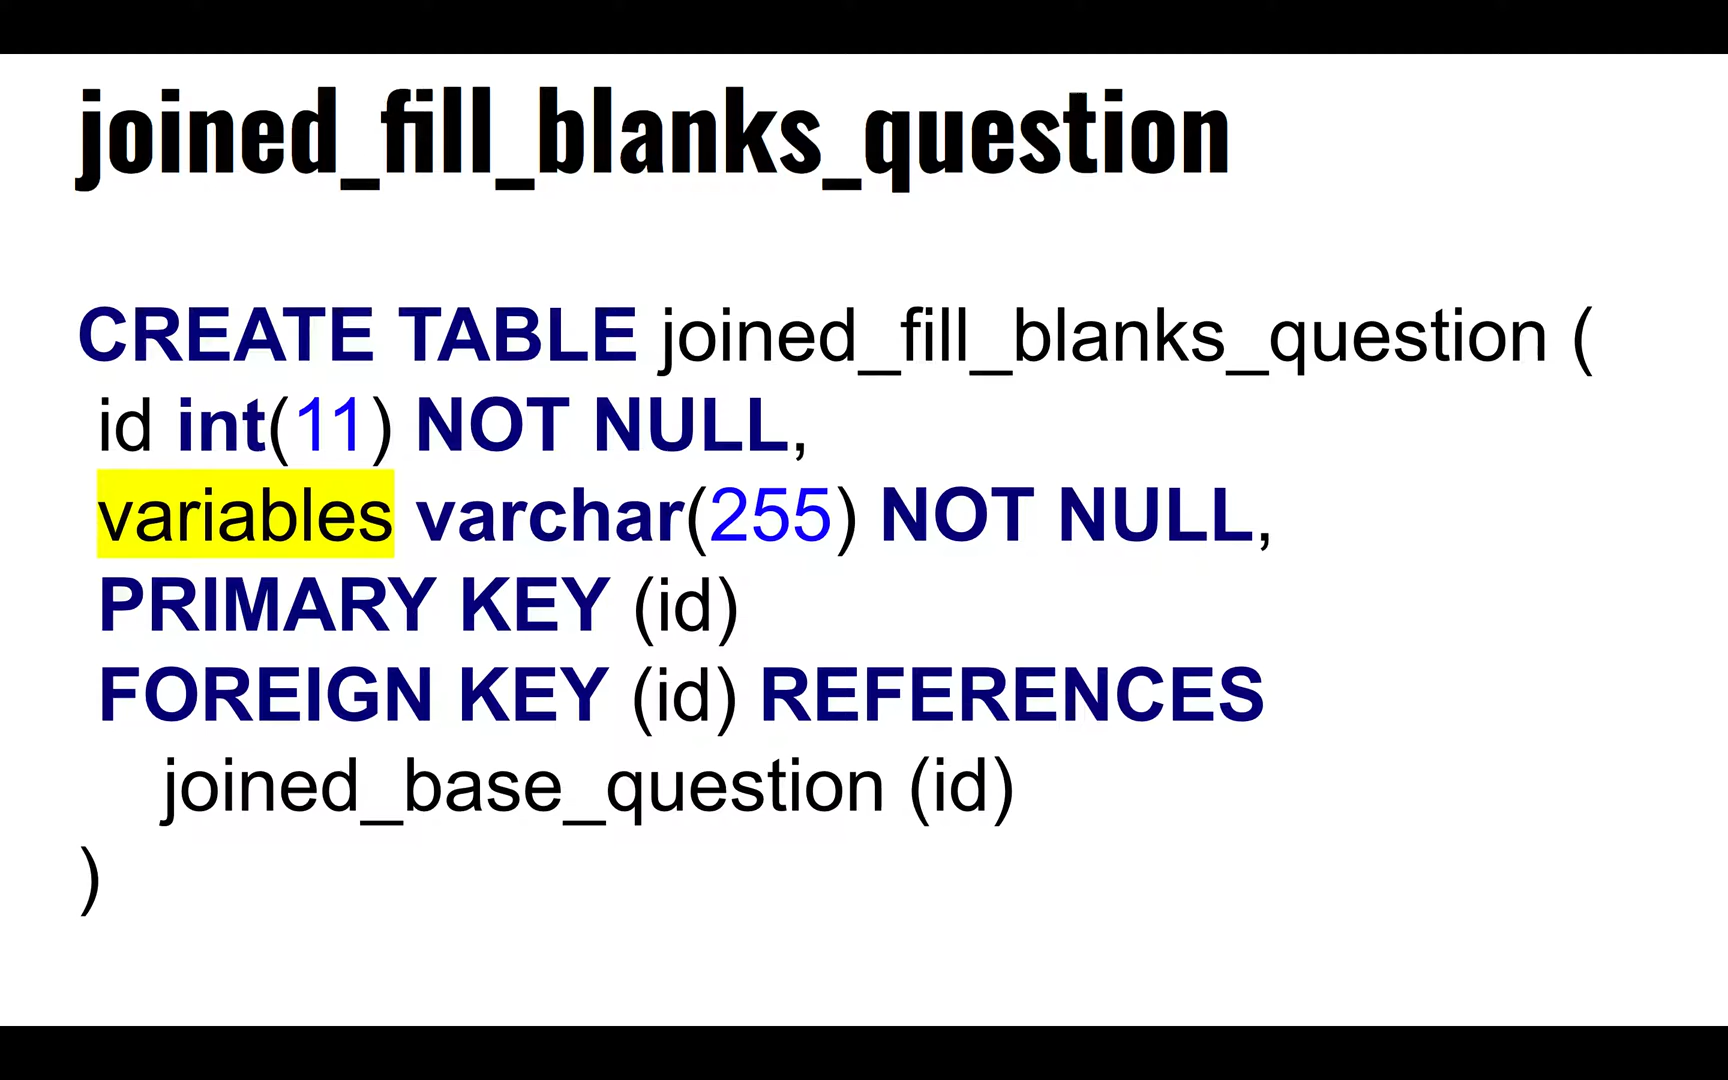 joined_fill_blanks_question
CREATE TABLE joined_fill_blanks_question (
id int(11) NOT NULL,
variables varchar(255) NOT NULL,
PRIMARY KEY (id)
FOREIGN KEY (id) REFERENCES
joined_base_question (id)
)